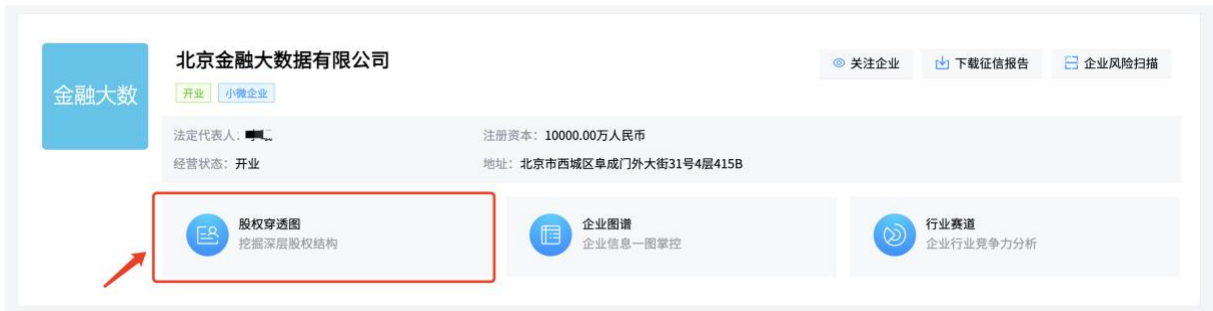 金融大数
北京金融大数据有限公司
开业 小微企业
关注企业 下载征信报告 企业风险扫描
法定代表人: 注册资本: 10000.00万人民币
经营状态: 开业 地址: 北京市西城区阜成门外大街31号4层415B
股权穿透图
挖掘深层股权结构
企业图谱
企业信息一图掌控
行业赛道
企业行业竞争力分析